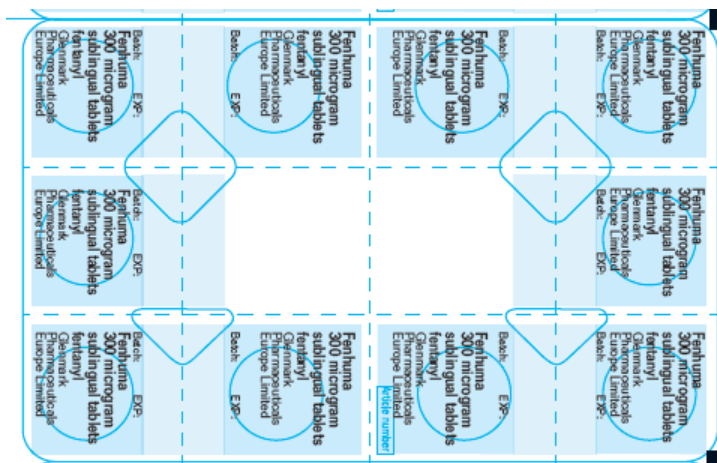 Batch: EXP:
Fenhuma
300 microgram
sublingual tablets
fentanyl
Glenmark
Pharmaceuticals
Europe Limited
Fenhuma
300 microgram
sublingual tablets
fentanyl
Glenmark
Pharmaceuticals
Europe Limited
Batch: EXP:
Batch: EXP:
Fenhuma
300 microgram
sublingual tablets
fentanyl
Glenmark
Pharmaceuticals
Europe Limited
Fenhuma
300 microgram
sublingual tablets
fentanyl
Glenmark
Pharmaceuticals
Europe Limited
Batch: EXP:
Batch: EXP:
Fenhuma
300 microgram
sublingual tablets
fentanyl
Glenmark
Pharmaceuticals
Europe Limited
Fenhuma
300 microgram
sublingual tablets
fentanyl
Glenmark
Pharmaceuticals
Europe Limited
Batch: EXP:
Batch: EXP:
Fenhuma
300 microgram
sublingual tablets
fentanyl
Glenmark
Pharmaceuticals
Europe Limited
Fenhuma
300 microgram
sublingual tablets
fentanyl
Glenmark
Pharmaceuticals
Europe Limited
Batch: EXP:
Batch: EXP:
Fenhuma
300 microgram
sublingual tablets
fentanyl
Glenmark
Pharmaceuticals
Europe Limited
Article number
Fenhuma
300 microgram
sublingual tablets
fentanyl
Glenmark
Pharmaceuticals
Europe Limited
Batch: EXP: